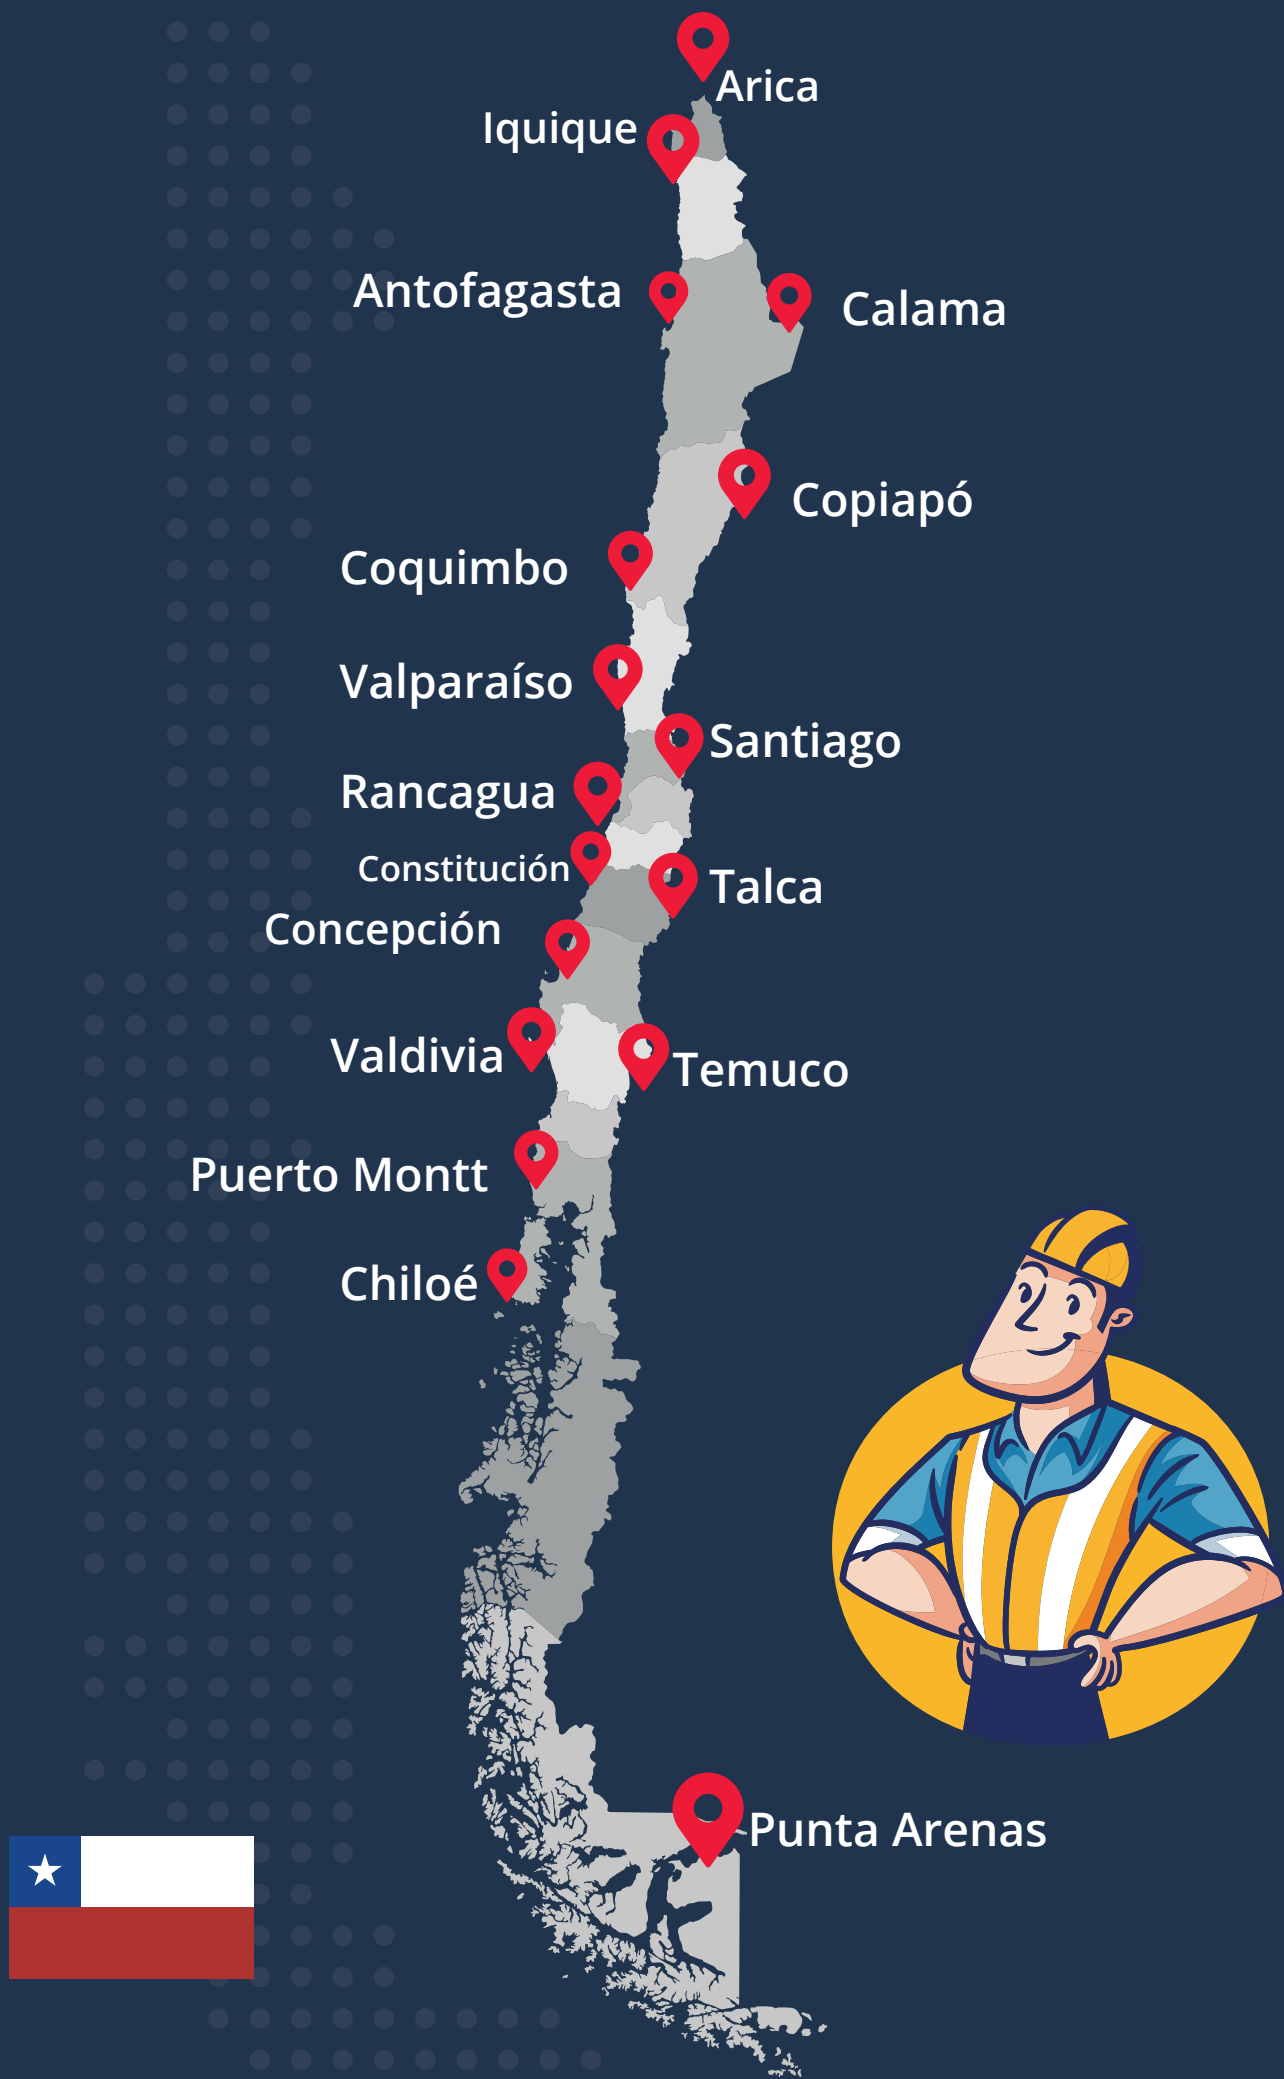 Arica
Iquique
Antofagasta
Calama
Copiapó
Coquimbo
Valparaíso
Santiago
Rancagua
Constitución
Talca
Concepción
Valdivia
Temuco
Puerto Montt
Chiloé
Punta Arenas